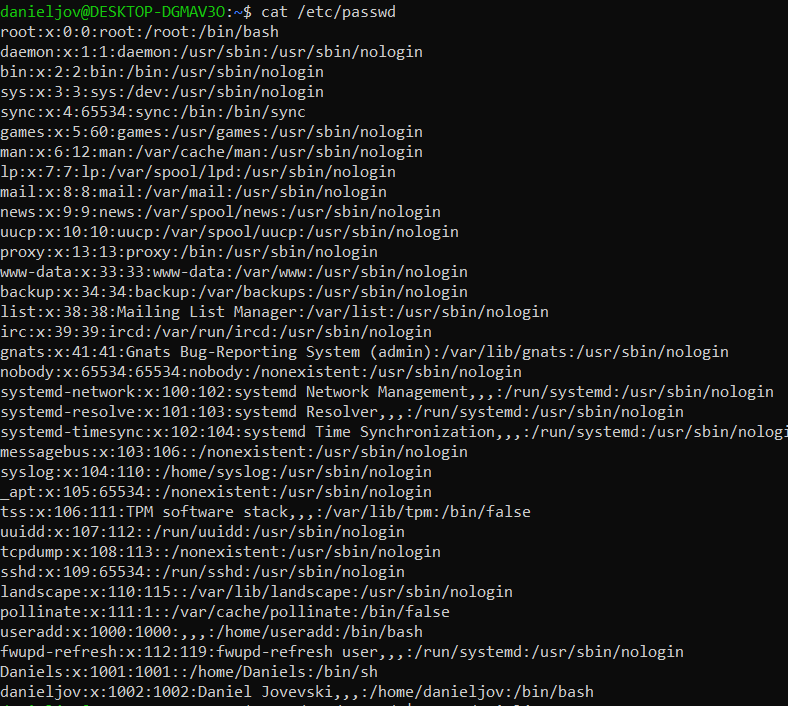 danieljov@DESKTOP-DGMAV3O:~$ cat /etc/passwd
root:x:0:0:root:/root:/bin/bash
daemon:x:1:1:daemon:/usr/sbin:/usr/sbin/nologin
bin:x:2:2:bin:/bin:/usr/sbin/nologin
sys:x:3:3:sys:/dev:/usr/sbin/nologin
sync:x:4:65534:sync:/bin:/bin/sync
games:x:5:60:games:/usr/games:/usr/sbin/nologin
man:x:6:12:man:/var/cache/man:/usr/sbin/nologin
lp:x:7:7:lp:/var/spool/lpd:/usr/sbin/nologin
mail:x:8:8:mail:/var/mail:/usr/sbin/nologin
news:x:9:9:news:/var/spool/news:/usr/sbin/nologin
uucp:x:10:10:uucp:/var/spool/uucp:/usr/sbin/nologin
proxy:x:13:13:proxy:/bin:/usr/sbin/nologin
www-data:x:33:33:www-data:/var/www:/usr/sbin/nologin
backup:x:34:34:backup:/var/backups:/usr/sbin/nologin
list:x:38:38:Mailing List Manager:/var/list:/usr/sbin/nologin
irc:x:39:39:ircd:/var/run/ircd:/usr/sbin/nologin
gnats:x:41:41:Gnats Bug-Reporting System (admin):/var/lib/gnats:/usr/sbin/nologin
nobody:x:65534:65534:nobody:/nonexistent:/usr/sbin/nologin
systemd-network:x:100:102:systemd Network Management,,,:/run/systemd:/usr/sbin/nologin
systemd-resolve:x:101:103:systemd Resolver,,,:/run/systemd:/usr/sbin/nologin
systemd-timesync:x:102:104:systemd Time Synchronization,,,:/run/systemd:/usr/sbin/nologi
messagebus:x:103:106::/nonexistent:/usr/sbin/nologin
syslog:x:104:110::/home/syslog:/usr/sbin/nologin
_apt:x:105:65534::/nonexistent:/usr/sbin/nologin
tss:x:106:111:TPM software stack,,,:/var/lib/tpm:/bin/false
uuidd:x:107:112::/run/uuidd:/usr/sbin/nologin
tcpdump:x:108:113::/nonexistent:/usr/sbin/nologin
sshd:x:109:65534::/run/sshd:/usr/sbin/nologin
landscape:x:110:115::/var/lib/landscape:/usr/sbin/nologin
pollinate:x:111:1::/var/cache/pollinate:/bin/false
useradd:x:1000:1000:,,,:/home/useradd:/bin/bash
fwupd-refresh:x:112:119:fwupd-refresh user,,,:/run/systemd:/usr/sbin/nologin
Daniels:x:1001:1001::/home/Daniels:/bin/sh
danieljov:x:1002:1002:Daniel Jovevski,,,:/home/danieljov:/bin/bash